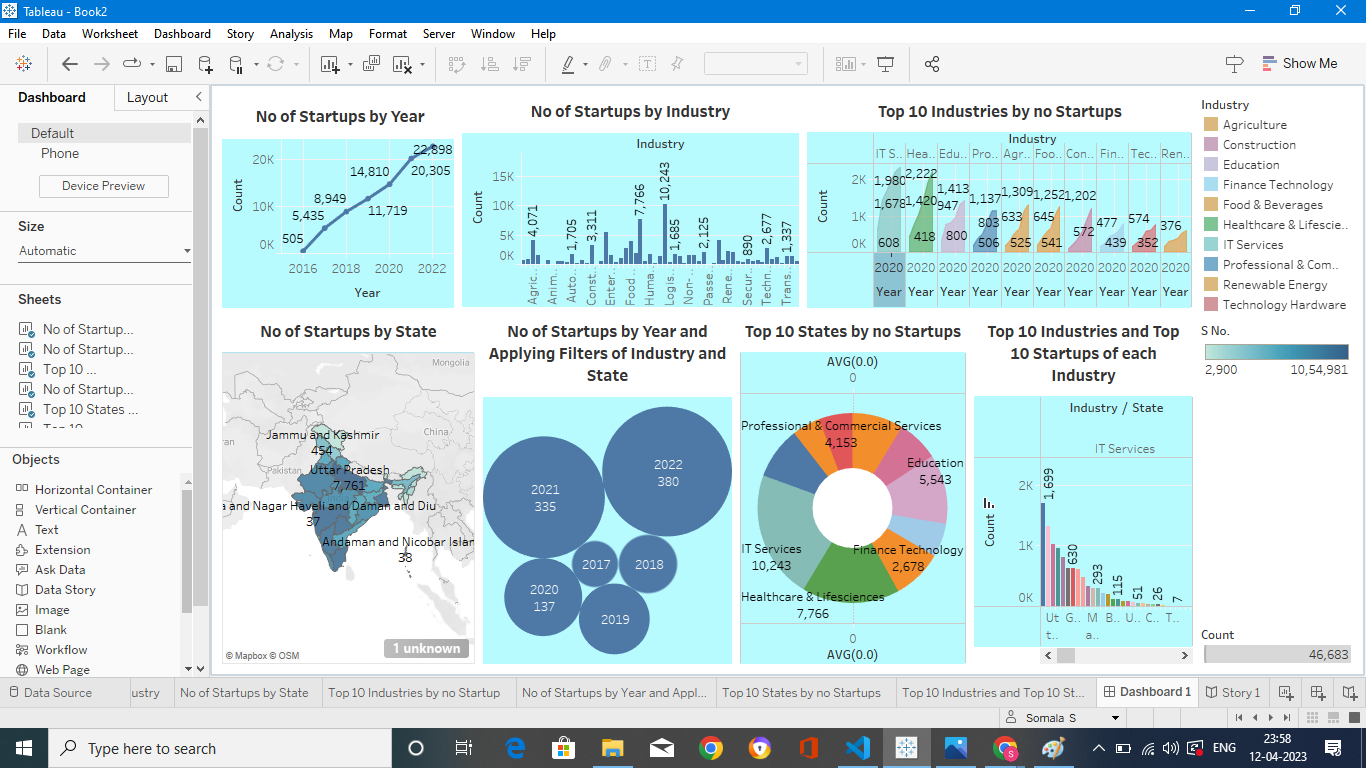 Tableau - Book2
File Data Worksheet Dashboard Story Analysis Map Format Server Window Help
Show Me
Dashboard Layout
Default
Phone
Device Preview
Size
Automatic
Sheets
No of Startup...
No of Startup...
Top 10 ...
No of Startup...
Top 10 States ...
Objects
Horizontal Container
Vertical Container
Text
Extension
Ask Data
Data Story
Image
Blank
Workflow
Web Page
No of Startups by Year
Count
20K
10K
0K
505
5,435
8,949
11,719
14,810
20,305
22,898
2016 2018 2020 2022
Year
No of Startups by Industry
Industry
Count
15K
10K
5K
0K
4,071
1,705
3,311
7,766
10,243
1,685
2,125
890
2,677
1,337
Agric..
Anim..
Auto..
Const..
Enter..
Food ..
Huma..
Logis..
Non-..
Passe..
Rene..
Secur..
Techn..
Trans..
Top 10 Industries by no Startups
Industry
IT S.. Hea.. Edu.. Pro.. Agr.. Foo.. Con.. Fin.. Tec.. Ren..
Count
2K
1K
0K
1,980
1,678
608
2,222
1,420
418
1,413
947
800
1,137
803
506
1,309
633
525
1,252
645
541
1,202
572
477
439
574
352
376
2020 2020 2020 2020 2020 2020 2020 2020 2020 2020
Year Year Year Year Year Year Year Year Year Year
Industry
Agriculture
Construction
Education
Finance Technology
Food & Beverages
Healthcare & Lifescie..
IT Services
Professional & Com..
Renewable Energy
Technology Hardware
S No.
2,900 10,54,981
Count
46,683
No of Startups by State
Mongolia
China
Pakistan
Jammu and Kashmir
454
Uttar Pradesh
7,761
a and Nagar Haveli and Daman and Diu
37
Andaman and Nicobar Islan
38
© Mapbox © OSM
1 unknown
No of Startups by Year and
Applying Filters of Industry and
State
2022
380
2021
335
2017
2018
2020
137
2019
Top 10 States by no Startups
AVG(0.0)
0
Professional & Commercial Services
4,153
Education
5,543
IT Services
10,243
Finance Technology
2,678
Healthcare & Lifesciences
7,766
0
AVG(0.0)
Top 10 Industries and Top
10 Startups of each
Industry
Industry / State
IT Services
Count
2K
1K
0K
1,699
630
293
115
51
26
7
Ut
t..
G..
M
a..
B..
U..
C..
T..
Data Source
ustry
No of Startups by State
Top 10 Industries by no Startup
No of Startups by Year and Appl...
Top 10 States by no Startups
Top 10 Industries and Top 10 St...
Dashboard 1
Story 1
Somala S
Type here to search
ENG
23:58
12-04-2023